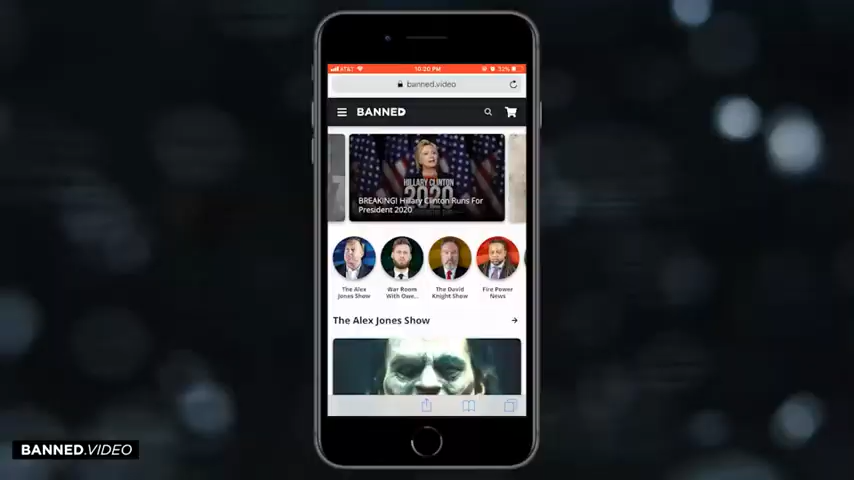 AT&T
10:20 PM
banned.video
BANNED
HILLARY CLINTON
2020
BREAKING! Hillary Clinton Runs For
President 2020
The Alex
Jones Show
War Room
With Owe...
The David
Knight Show
Fire Power
News
The Alex Jones Show
BANNED.VIDEO